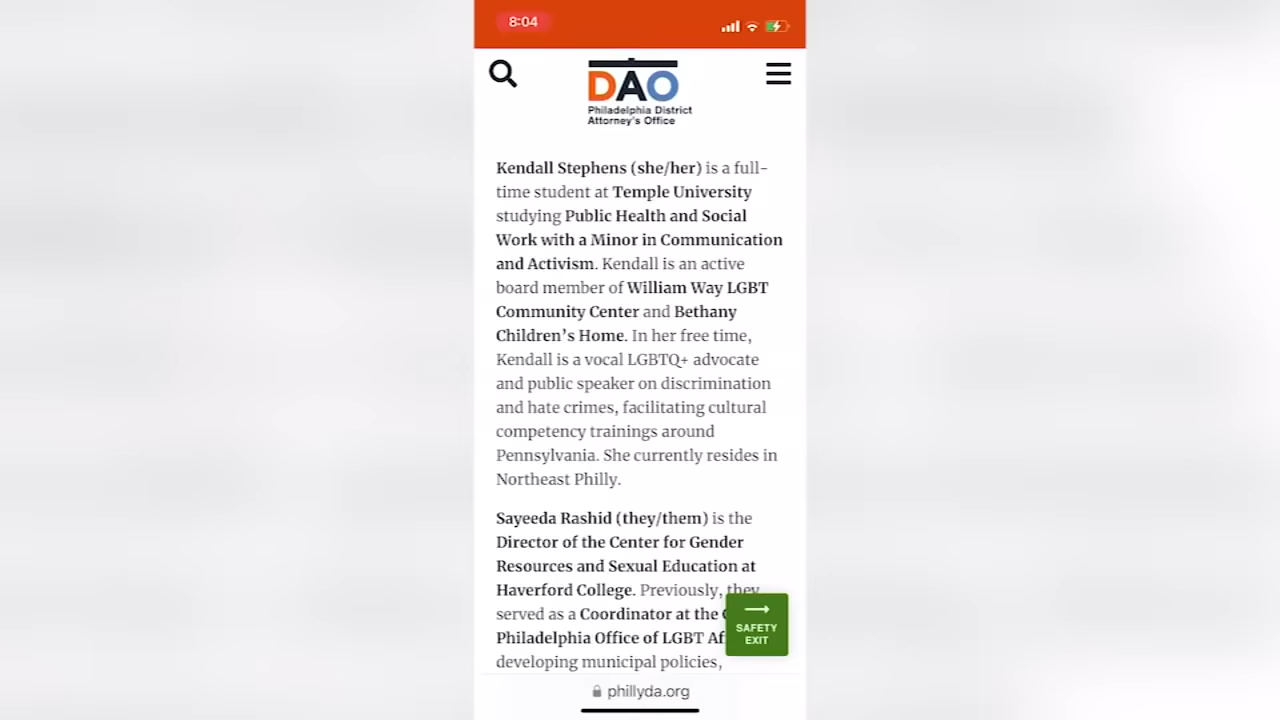 8:04
DAO
Philadelphia District
Attorney's Office
Kendall Stephens (she/her) is a full-
time student at Temple University
studying Public Health and Social
Work with a Minor in Communication
and Activism. Kendall is an active
board member of William Way LGBT
Community Center and Bethany
Children’s Home. In her free time,
Kendall is a vocal LGBTQ+ advocate
and public speaker on discrimination
and hate crimes, facilitating cultural
competency trainings around
Pennsylvania. She currently resides in
Northeast Philly.
Sayeeda Rashid (they/them) is the
Director of the Center for Gender
Resources and Sexual Education at
Haverford College. Previously, they
served as a Coordinator at the
Philadelphia Office of LGBT
developing municipal policies,
SAFETY
EXIT
phillyda.org